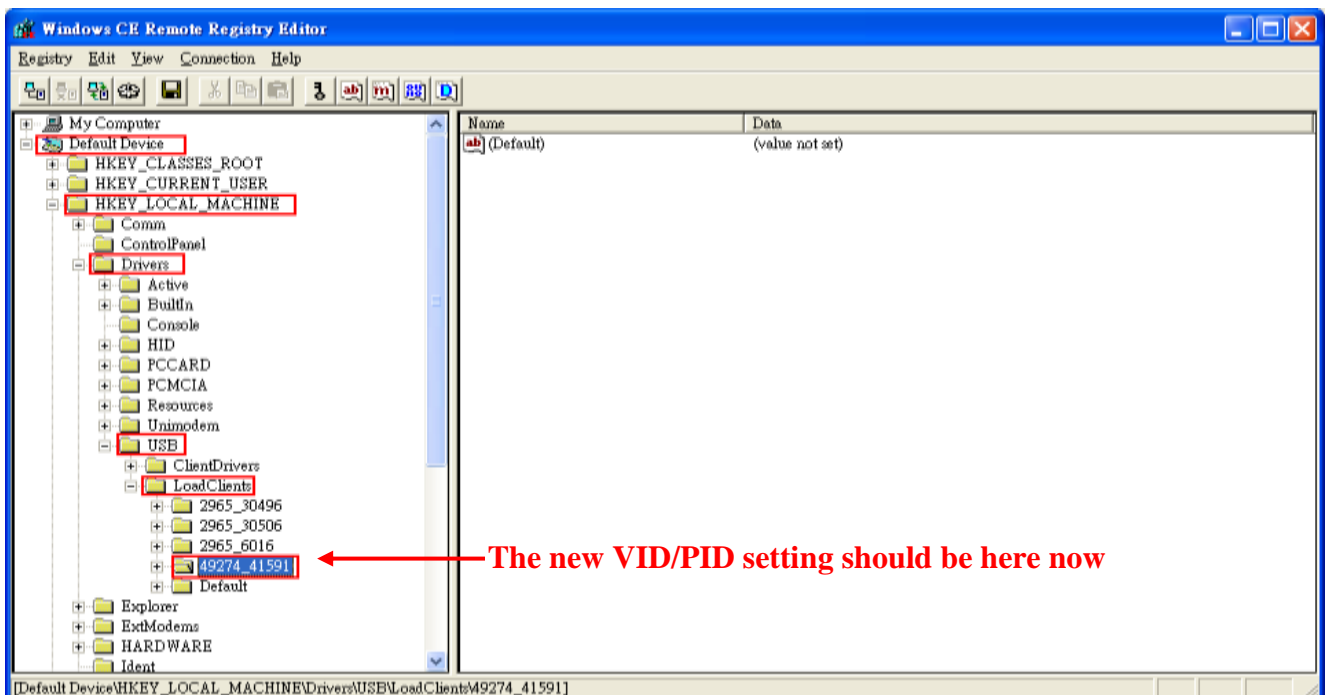 Windows CE Remote Registry Editor
Registry Edit View Connection Help
My Computer
Default Device
HKEY_CLASSES_ROOT
HKEY_CURRENT_USER
HKEY_LOCAL_MACHINE
Comm
ControlPanel
Drivers
Active
BuiltIn
Console
HID
PCCARD
PCMCIA
Resources
Unimodem
USB
ClientDrivers
LoadClients
2965_30496
2965_30506
2965_6016
49274_41591
Default
Explorer
ExtModems
HARDWARE
Ident
Name Data
ab (Default) (value not set)
The new VID/PID setting should be here now
[Default Device\HKEY_LOCAL_MACHINE\Drivers\USB\LoadClients\49274_41591]